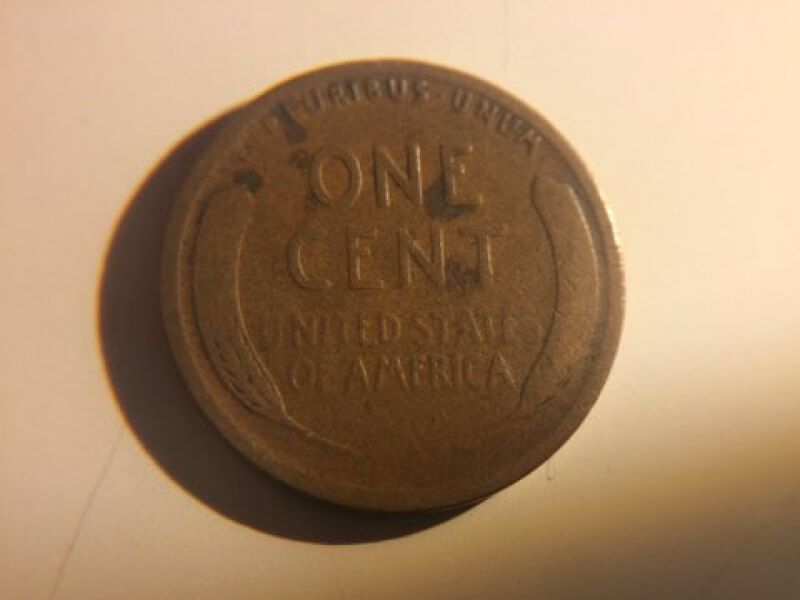 PLURIBUS · UNUM
ONE
CENT
UNITED STATES
OF AMERICA